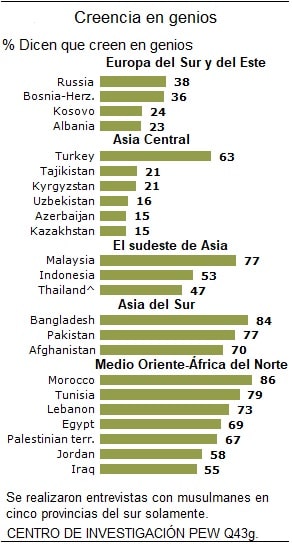 Creencia en genios
% Dicen que creen en genios
Europa del Sur y del Este
Russia 38
Bosnia-Herz. 36
Kosovo 24
Albania 23
Asia Central
Turkey 63
Tajikistan 21
Kyrgyzstan 21
Uzbekistan 16
Azerbaijan 15
Kazakhstan 15
El sudeste de Asia
Malaysia 77
Indonesia 53
Thailand^ 47
Asia del Sur
Bangladesh 84
Pakistan 77
Afghanistan 70
Medio Oriente-África del Norte
Morocco 86
Tunisia 79
Lebanon 73
Egypt 69
Palestinian terr. 67
Jordan 58
Iraq 55
Se realizaron entrevistas con musulmanes en
cinco provincias del sur solamente.
CENTRO DE INVESTIGACIÓN PEW Q43g.